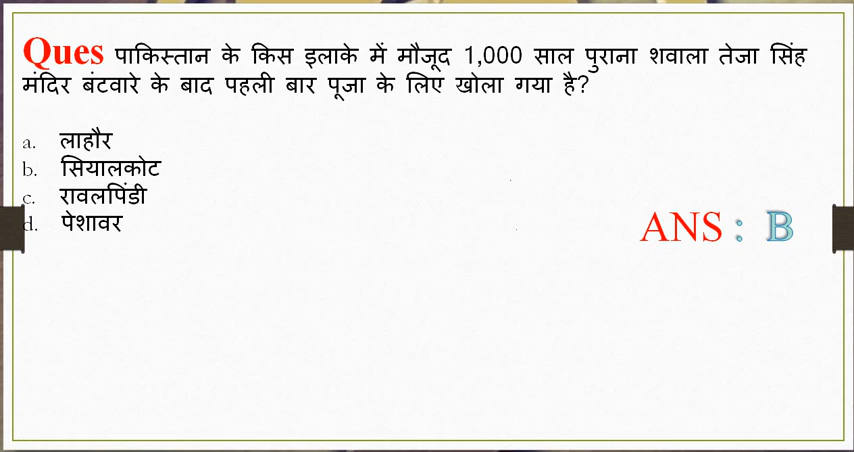 Ques पाकिस्तान के किस इलाके में मौजूद 1,000 साल पुराना शवाला तेजा सिंह
मंदिर बंटवारे के बाद पहली बार पूजा के लिए खोला गया है?
a. लाहौर
b. सियालकोट
c. रावलपिंडी
d. पेशावर
ANS : B